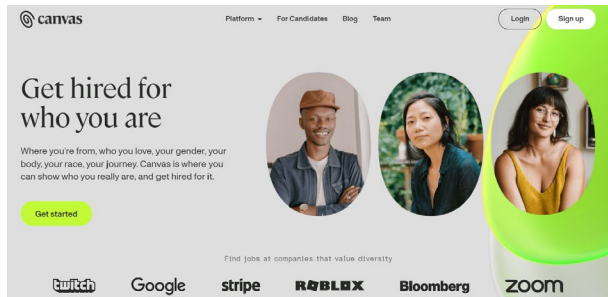 canvas
Platform For Candidates Blog Team
Login Sign up
Get hired for
who you are
Where you're from, who you love, your gender, your
body, your race, your journey. Canvas is where you
can show who you really are, and get hired for it.
Get started
Find jobs at companies that value diversity
twitch Google stripe ROBLOX Bloomberg zoom